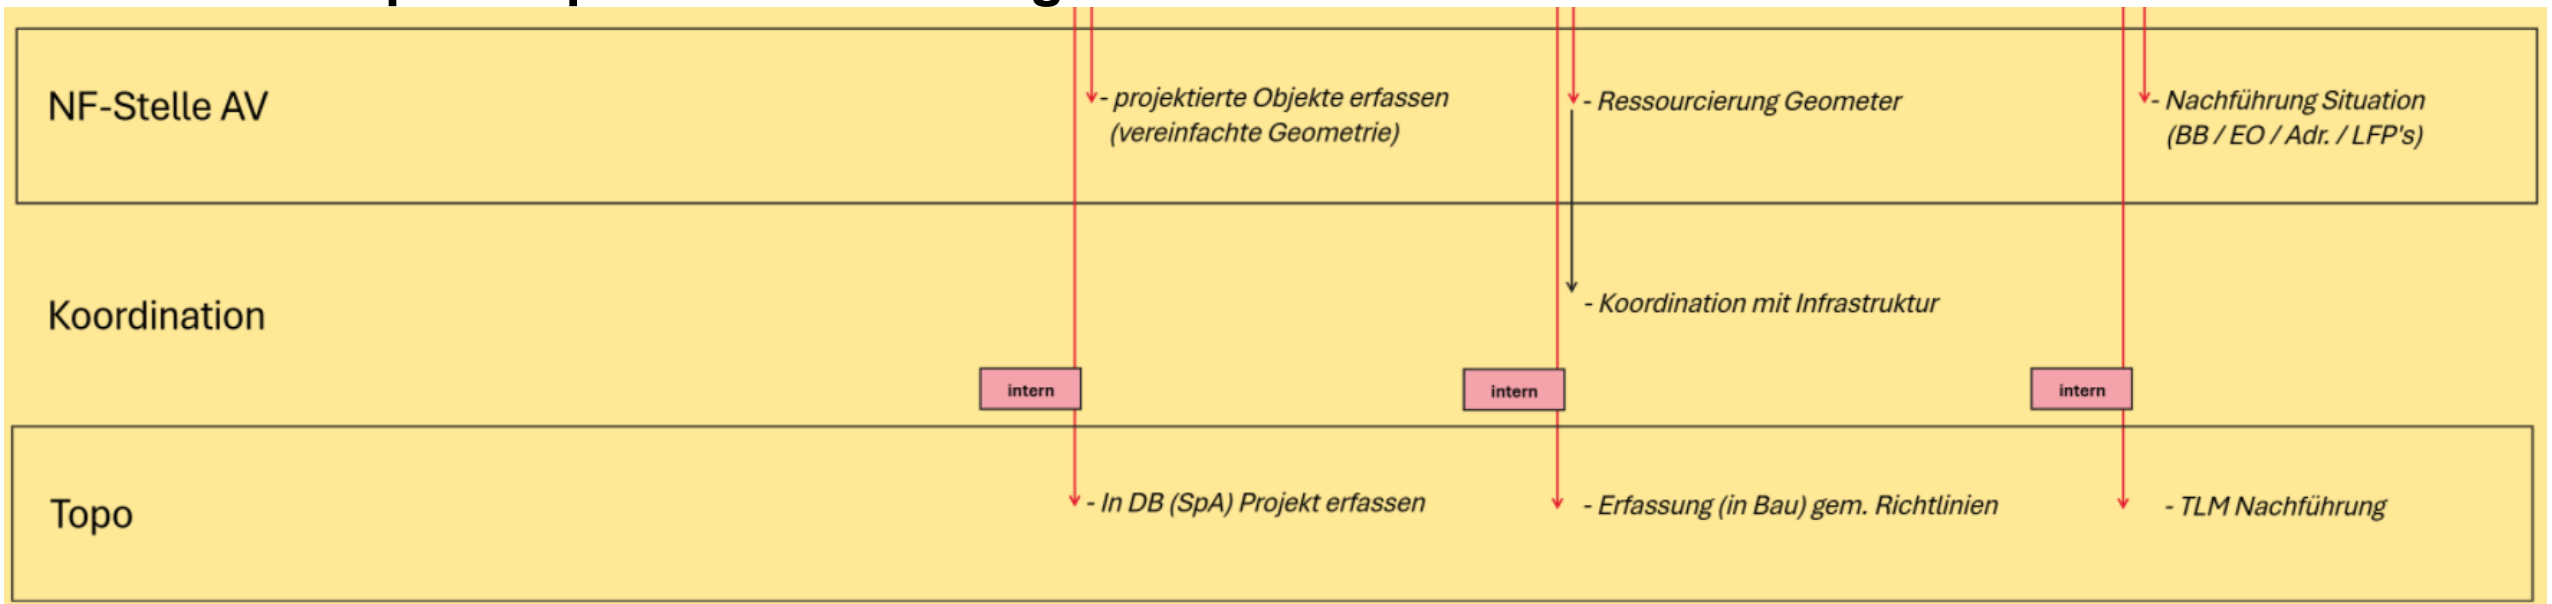 NF-Stelle AV
- projektierte Objekte erfassen
(vereinfachte Geometrie)
- Ressourcierung Geometer
- Nachführung Situation
(BB / EO / Adr. / LFP's)
Koordination
- Koordination mit Infrastruktur
intern
intern
intern
Topo
- In DB (SpA) Projekt erfassen
- Erfassung (in Bau) gem. Richtlinien
- TLM Nachführung